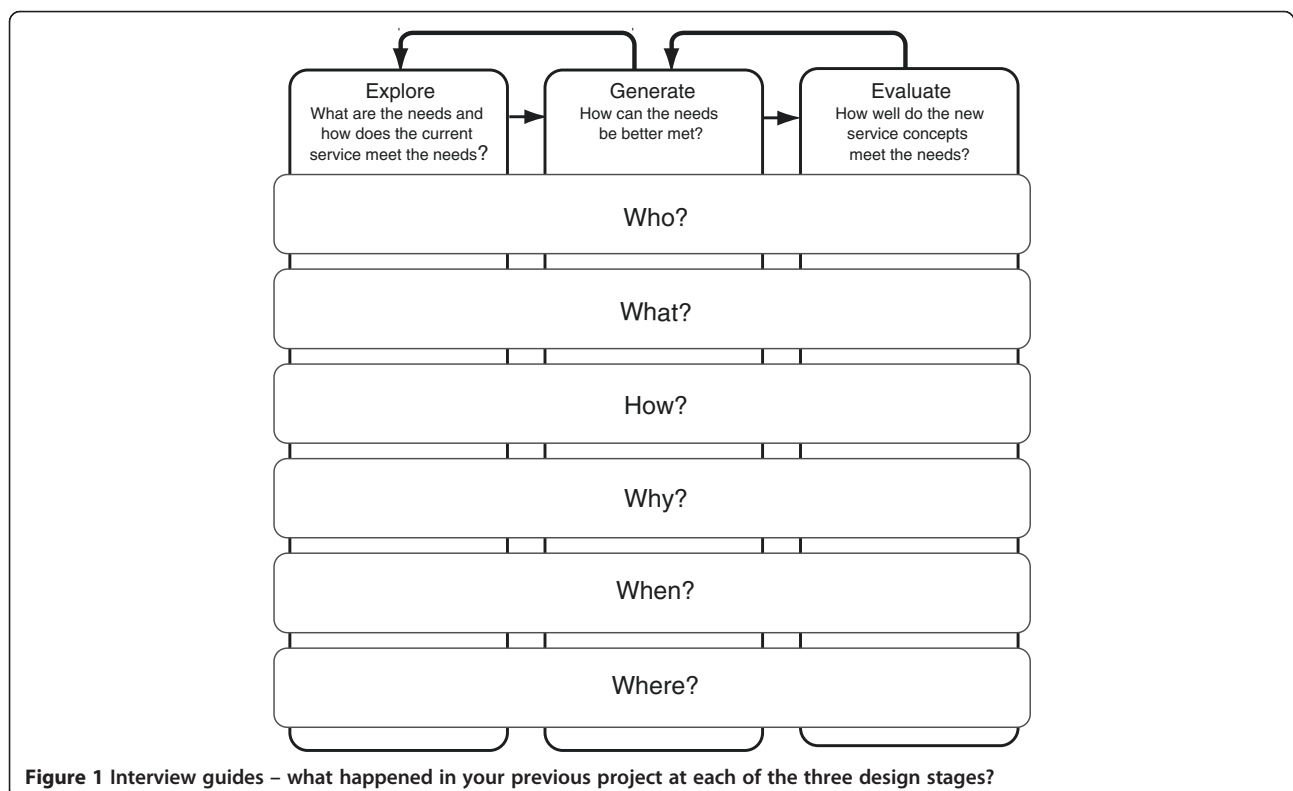 Explore
What are the needs and
how does the current
service meet the needs?
Generate
How can the needs
be better met?
Evaluate
How well do the new
service concepts
meet the needs?
Who?
What?
How?
Why?
When?
Where?
Figure 1 Interview guides – what happened in your previous project at each of the three design stages?